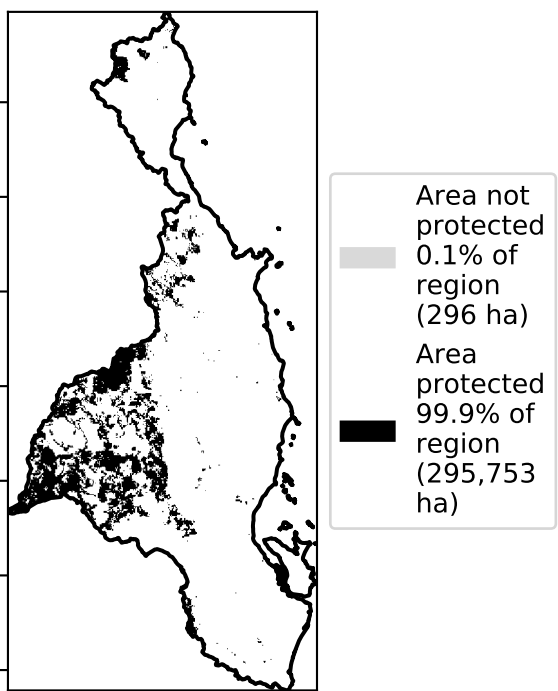 Area not
protected
0.1% of
region
(296 ha)
Area
protected
99.9% of
region
(295,753
ha)